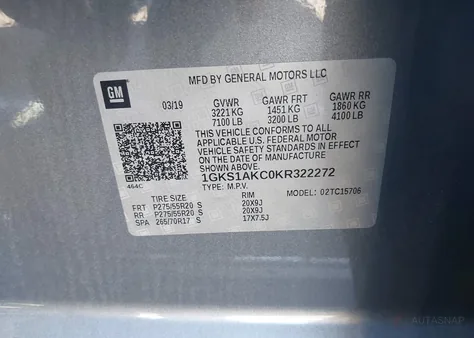 MFD BY GENERAL MOTORS LLC
GM
03/19 GVWR GAWR FRT GAWR RR
3221 KG 1451 KG 1860 KG
7100 LB 3200 LB 4100 LB
THIS VEHICLE CONFORMS TO ALL
APPLICABLE U.S. FEDERAL MOTOR
VEHICLE SAFETY STANDARDS IN EFFECT
ON THE DATE OF MANUFACTURE
SHOWN ABOVE.
1GKS1AKC0KR322272
464C TYPE: M.P.V. MODEL: 02TC15706
TIRE SIZE RIM
FRT P275/55R20 S 20X9J
RR P275/55R20 S 20X9J
SPA 265/70R17 S 17X7.5J
AUTASNAP